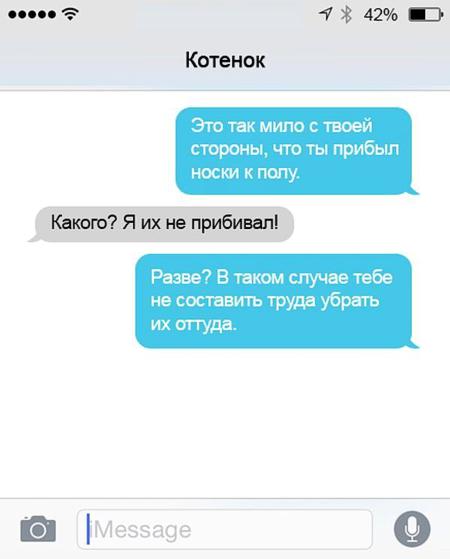 42%
Котенок
Это так мило с твоей
стороны, что ты прибыл
носки к полу.
Какого? Я их не прибивал!
Разве? В таком случае тебе
не составить труда убрать
их оттуда.
iMessage